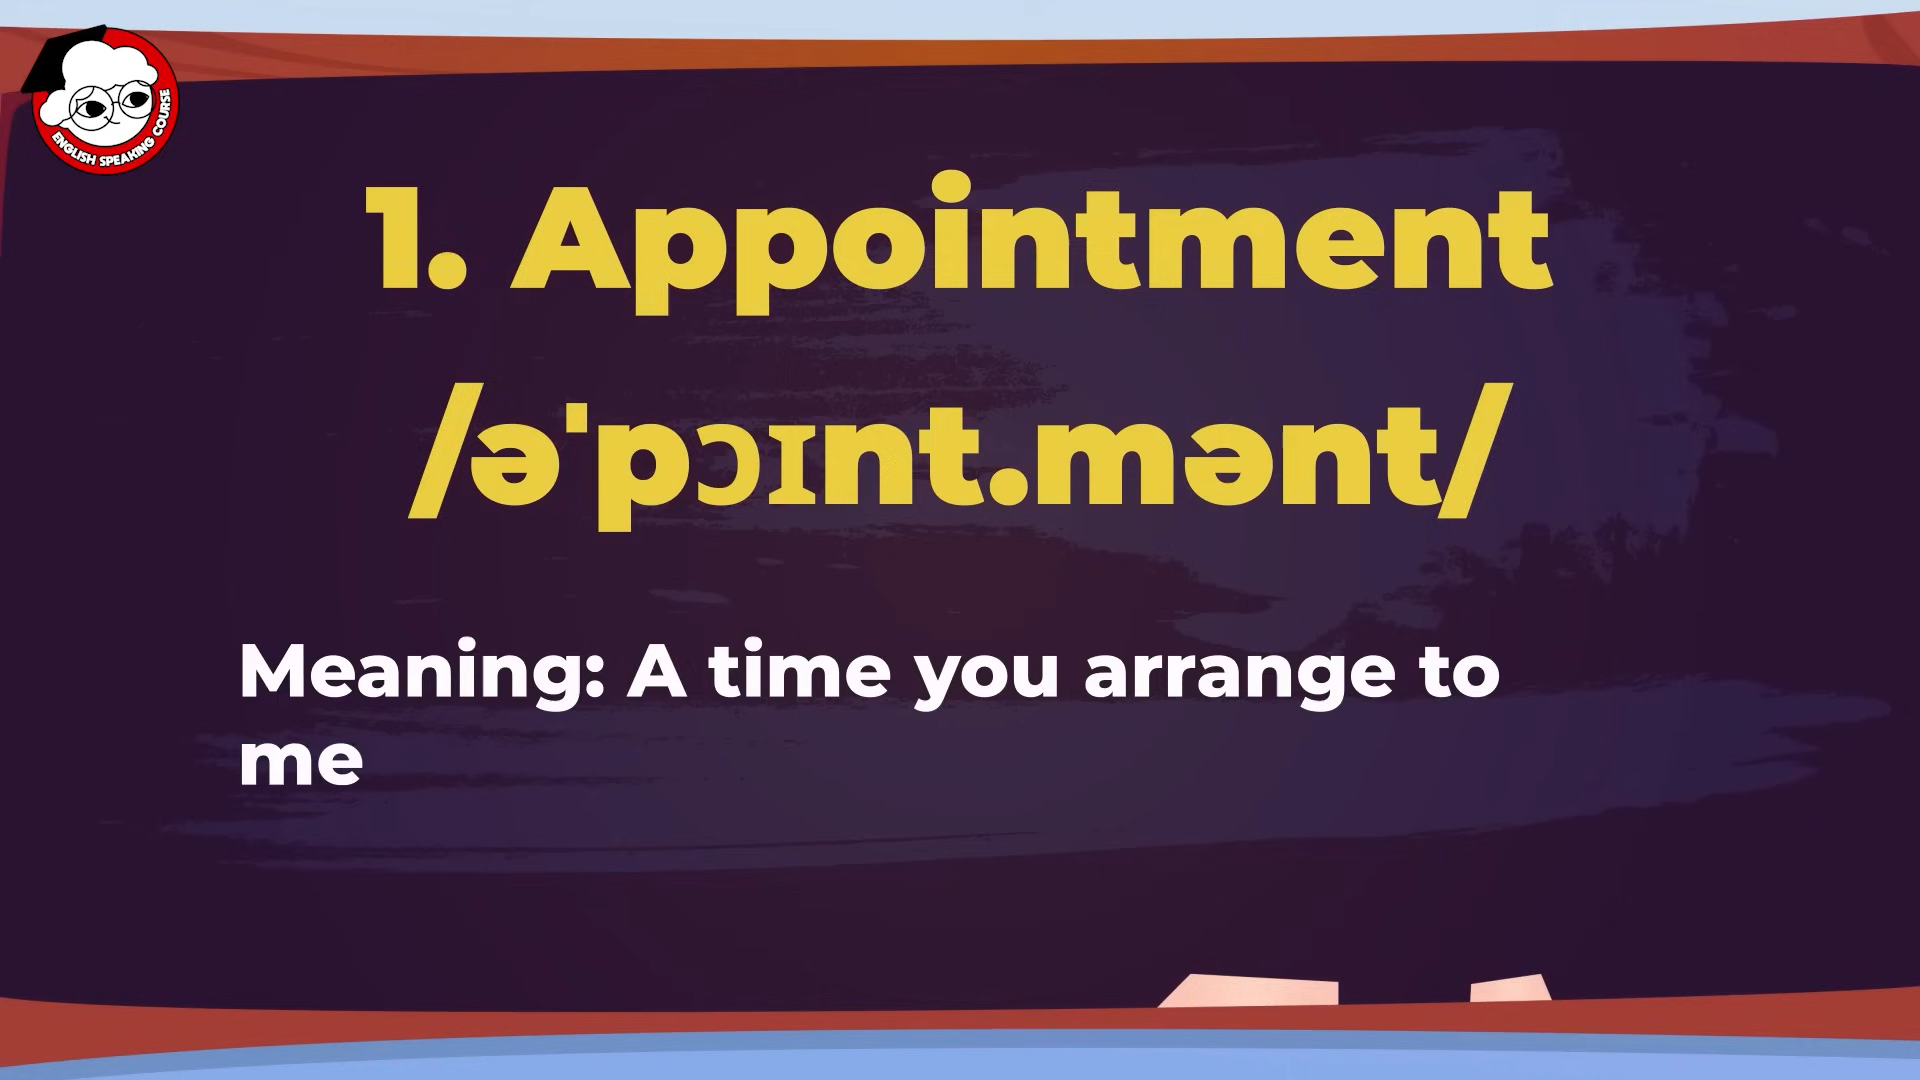 ENGLISH SPEAKING COURSE
1. Appointment
/əˈpɔɪnt.mənt/
Meaning: A time you arrange to
me